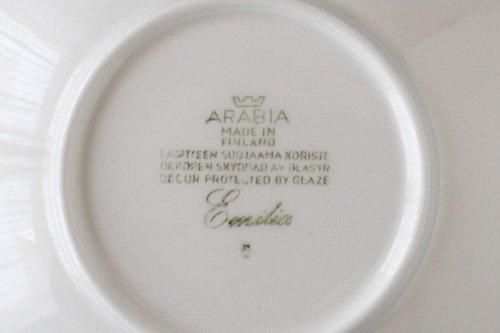 ARABIA
MADE IN
FINLAND
LASITTEEN SUOJAAMA KORISTE
DEKOREN SKYDDAD AV GLASYR
DECOR PROTECTED BY GLAZE
Emilia